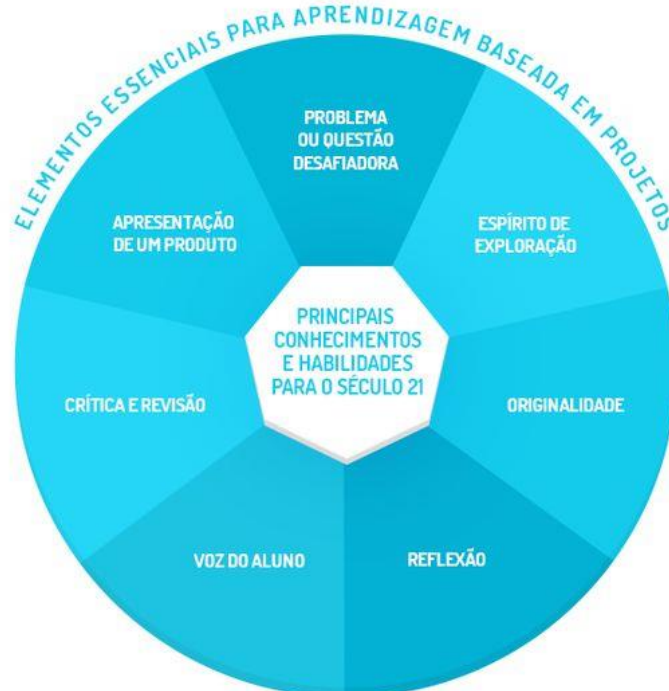 ELEMENTOS ESSENCIAIS PARA APRENDIZAGEM BASEADA EM PROJETOS
PROBLEMA
OU QUESTÃO
DESAFIADORA
ESPÍRITO DE
EXPLORAÇÃO
ORIGINALIDADE
REFLEXÃO
VOZ DO ALUNO
CRÍTICA E REVISÃO
APRESENTAÇÃO
DE UM PRODUTO
PRINCIPAIS
CONHECIMENTOS
E HABILIDADES
PARA O SÉCULO 21